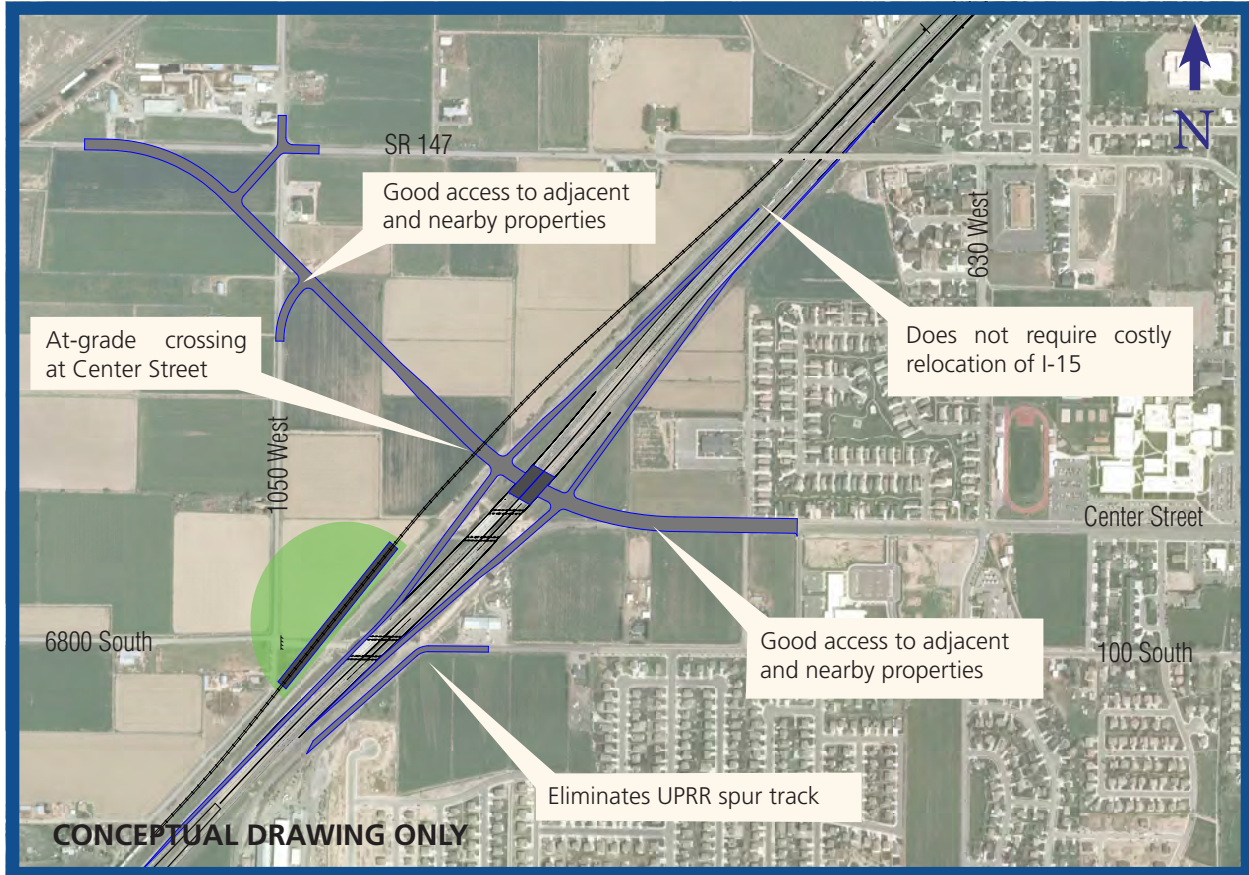 N
SR 147
Good access to adjacent
and nearby properties
630 West
At-grade crossing
at Center Street
Does not require costly
relocation of I-15
1050 West
Center Street
6800 South
Good access to adjacent
and nearby properties
100 South
Eliminates UPRR spur track
CONCEPTUAL DRAWING ONLY